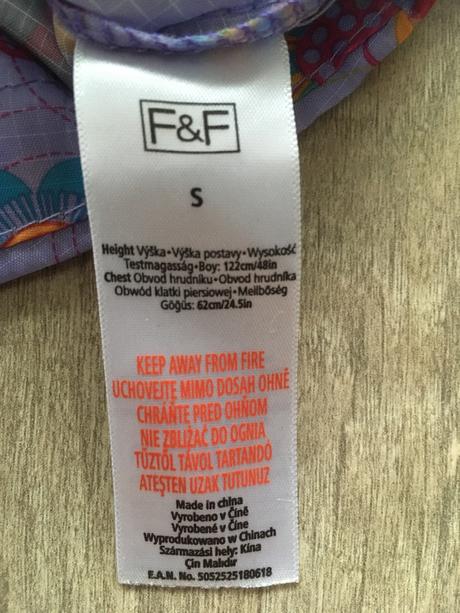 F&F
S
Height Výška•Výška postavy•Wysokość
Testmagasság•Boy: 122cm/48in
Chest Obvod hrudníku•Obvod hrudníka
Obwód klatki piersiowej•Mellbőség
Göğüs: 62cm/24.5in
KEEP AWAY FROM FIRE
UCHOVEJTE MIMO DOSAH OHNĚ
CHRÁŇTE PRED OHŇOM
NIE ZBLIŻAĆ DO OGNIA
TŰZTŐL TÁVOL TARTANDÓ
ATEŞTEN UZAK TUTUNUZ
Made in china
Vyrobeno v Číně
Vyrobené v Číne
Wyprodukowano w Chinach
Származási hely: Kína
Çin Malıdır
E.A.N. No. 5052525180618